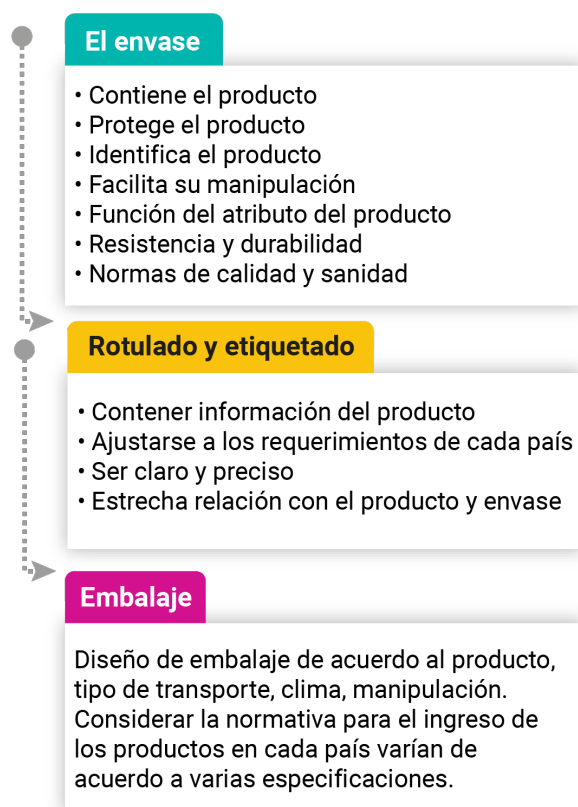 El envase
• Contiene el producto
• Protege el producto
• Identifica el producto
• Facilita su manipulación
• Función del atributo del producto
• Resistencia y durabilidad
• Normas de calidad y sanidad
Rotulado y etiquetado
• Contener información del producto
• Ajustarse a los requerimientos de cada país
• Ser claro y preciso
• Estrecha relación con el producto y envase
Embalaje
Diseño de embalaje de acuerdo al producto,
tipo de transporte, clima, manipulación.
Considerar la normativa para el ingreso de
los productos en cada país varían de
acuerdo a varias especificaciones.